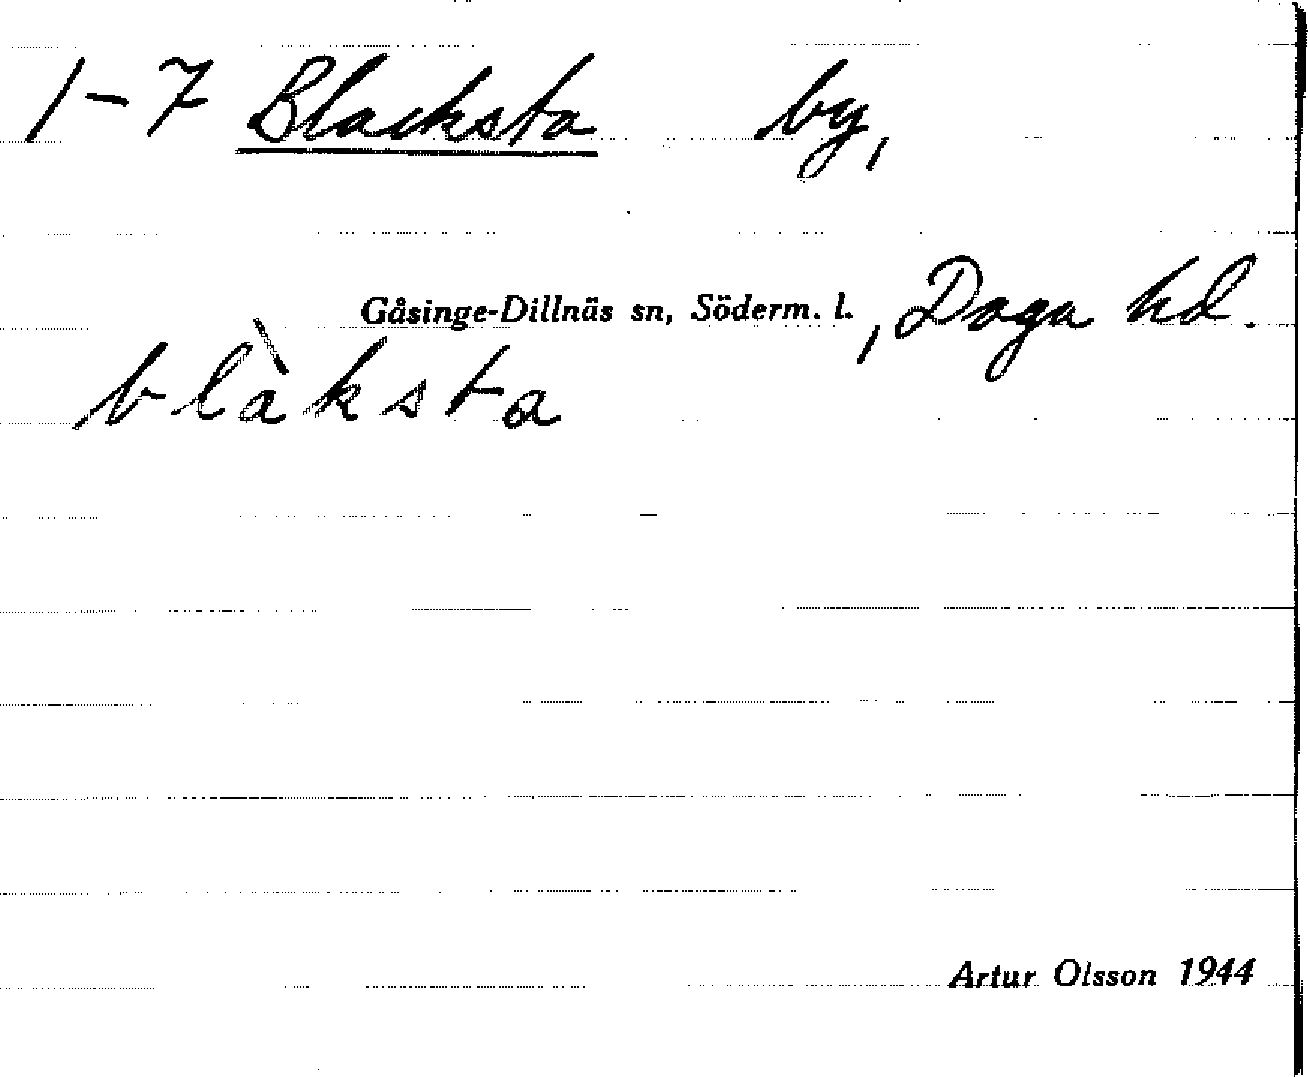 1-7 Blacksta by,
Gåsinge-Dillnäs sn, Söderm. l., Daga hd.
blàksta
Artur Olsson 1944